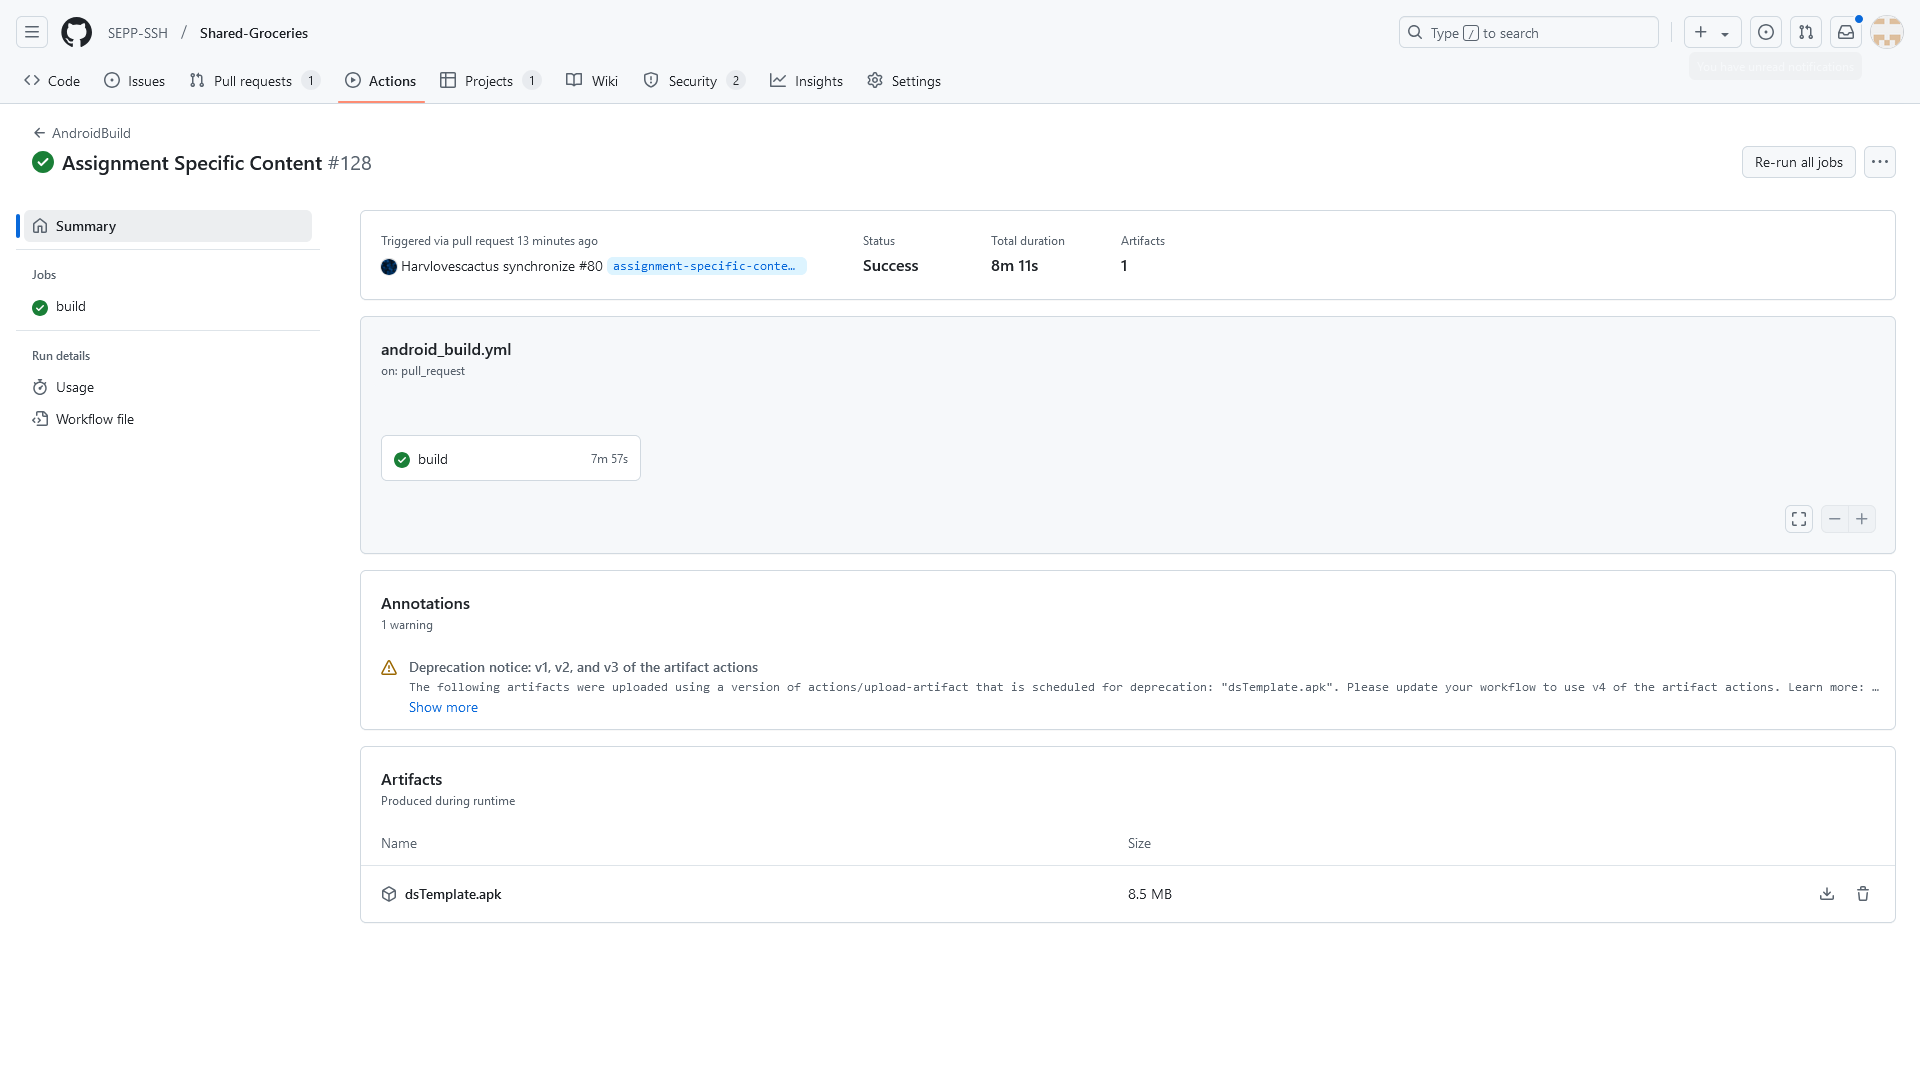 SEPP-SSH / Shared-Groceries
Type / to search
Code
Issues
Pull requests 1
Actions
Projects 1
Wiki
Security 2
Insights
Settings
AndroidBuild
Assignment Specific Content #128
Re-run all jobs
Summary
Jobs
build
Run details
Usage
Workflow file
Triggered via pull request 13 minutes ago
Harvlovescactus synchronize #80 assignment-specific-conte…
Status
Success
Total duration
8m 11s
Artifacts
1
android_build.yml
on: pull_request
build 7m 57s
Annotations
1 warning
Deprecation notice: v1, v2, and v3 of the artifact actions
The following artifacts were uploaded using a version of actions/upload-artifact that is scheduled for deprecation: "dsTemplate.apk". Please update your workflow to use v4 of the artifact actions. Learn more: …
Show more
Artifacts
Produced during runtime
Name Size
dsTemplate.apk 8.5 MB